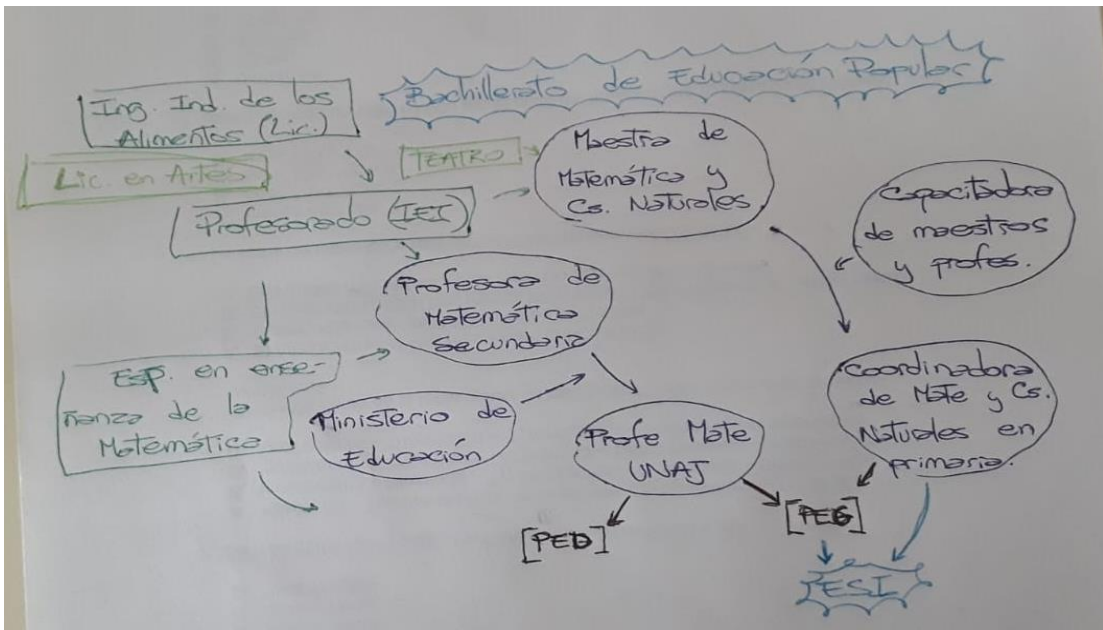 Bachillerato de Educación Popular
Ing. Ind. de los
Alimentos (Lic.)
Lic. en Artes
[TEATRO]
Profesorado (IEI)
Maestra de
Matemática y
Cs. Naturales.
Capacitadora
de maestros
y profes.
Profesora de
Matemática
Secundaria
Esp. en ense-
ñanza de la
Matemática
Ministerio de
Educación
Profe Mate
UNAJ
Coordinadora
de Mate y Cs.
Naturales en
primaria.
[PED]
[PEG]
ESI